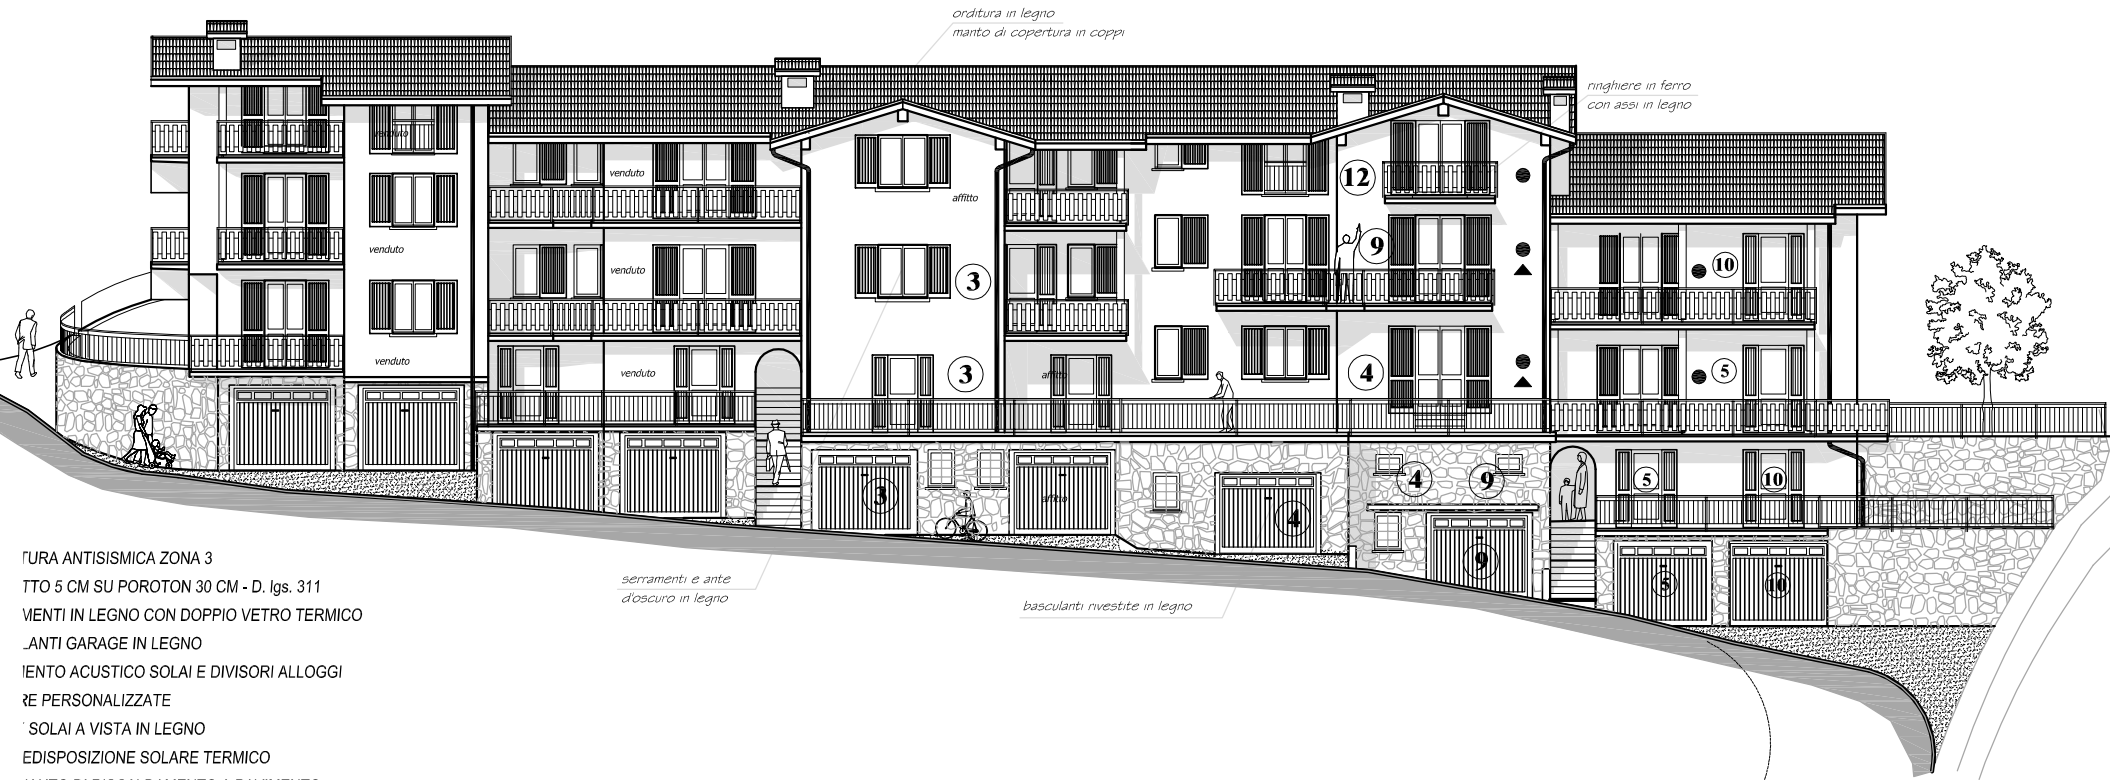 orditura in legno
manto di copertura in coppi
ringhiere in ferro
con assi in legno
venduto
venduto
affitto
12
9
10
venduto
venduto
3
venduto
venduto
3
affitto
4
5
3
affitto
4
4
9
9
5
10
5
10
serramenti e ante
d'oscuro in legno
basculanti rivestite in legno
TURA ANTISISMICA ZONA 3
TTO 5 CM SU POROTON 30 CM - D. lgs. 311
MENTI IN LEGNO CON DOPPIO VETRO TERMICO
LANTI GARAGE IN LEGNO
MENTO ACUSTICO SOLAI E DIVISORI ALLOGGI
RE PERSONALIZZATE
SOLAI A VISTA IN LEGNO
EDISPOSIZIONE SOLARE TERMICO